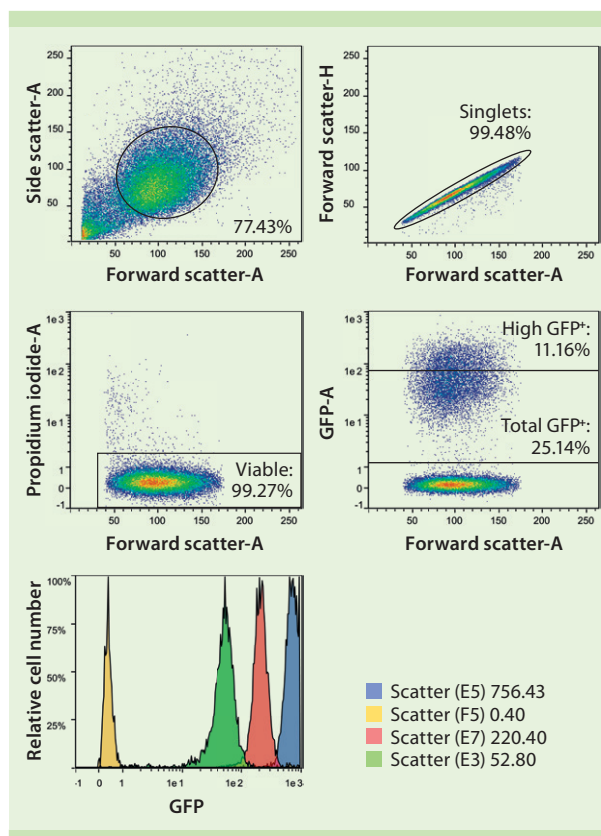 250
200
150
100
50
Side scatter-A
77.43%
50 100 150 200 250
Forward scatter-A
250
200
150
100
50
Forward scatter-H
Singlets:
99.48%
50 100 150 200 250
Forward scatter-A
1e3
1e2
1e1
1
0
-1
Propidium iodide-A
Viable:
99.27%
50 100 150 200 250
Forward scatter-A
1e3
1e2
1e1
1
0
-1
GFP-A
High GFP+:
11.16%
Total GFP+:
25.14%
50 100 150 200 250
Forward scatter-A
100%
75%
50%
25%
Relative cell number
-1 0 1 1e1 1e2 1e3
GFP
Scatter (E5) 756.43
Scatter (F5) 0.40
Scatter (E7) 220.40
Scatter (E3) 52.80